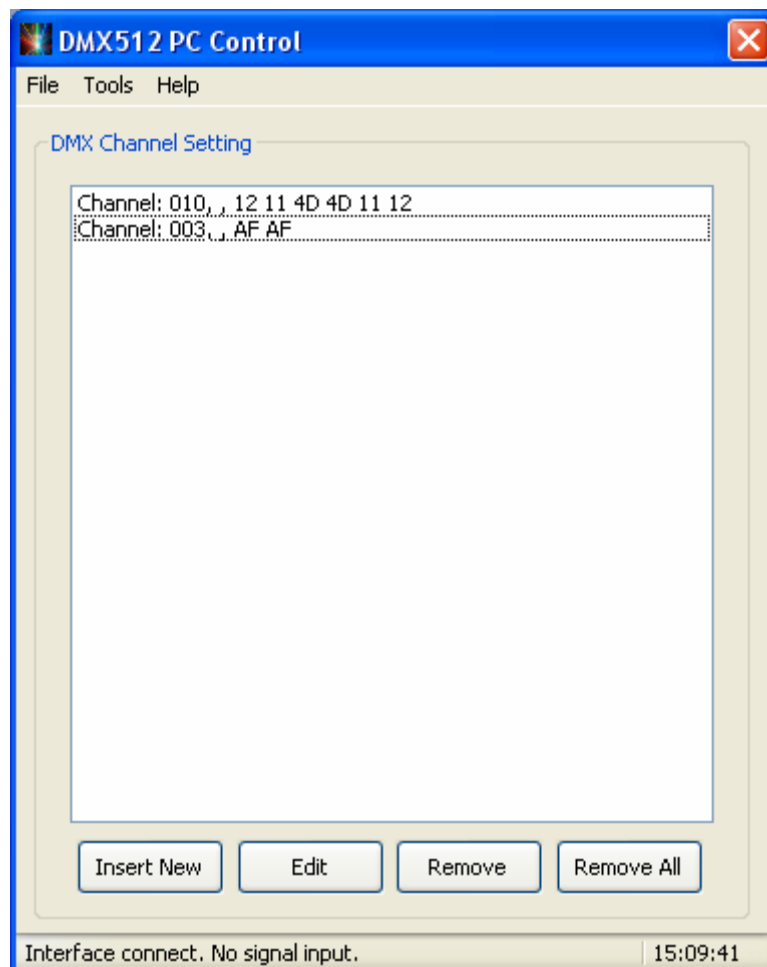 DMX512 PC Control
File Tools Help
DMX Channel Setting
Channel: 010, , 12 11 4D 4D 11 12
Channel: 003, , AF AF
Insert New Edit Remove Remove All
Interface connect. No signal input. 15:09:41